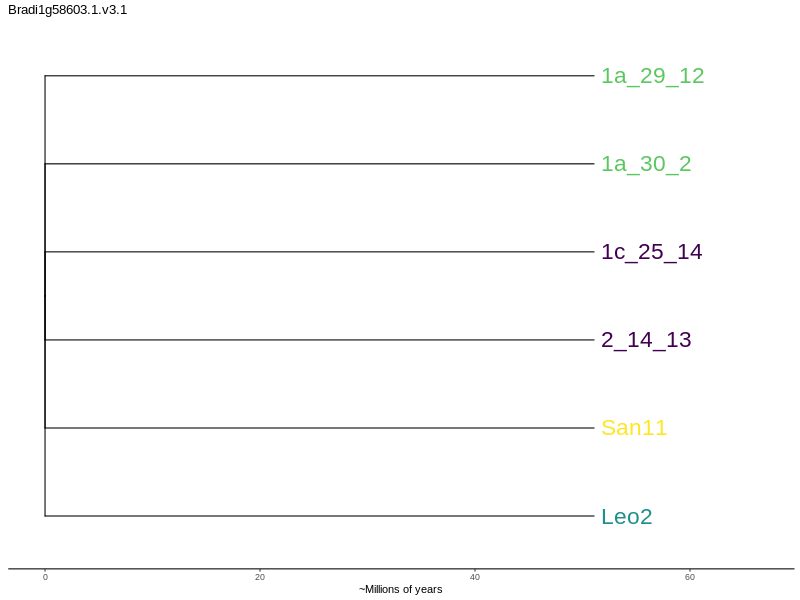 Bradi1g58603.1.v3.1
1a_29_12
1a_30_2
1c_25_14
2_14_13
San11
Leo2
0 20 40 60
~Millions of years